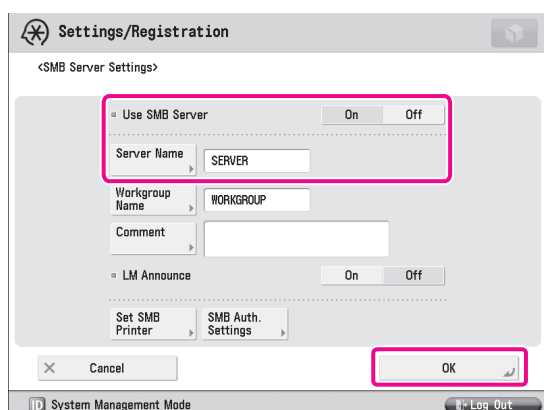 Settings/Registration
<SMB Server Settings>
Use SMB Server On Off
Server Name SERVER
Workgroup
Name WORKGROUP
Comment
LM Announce On Off
Set SMB
Printer
SMB Auth.
Settings
Cancel OK
ID System Management Mode Log Out